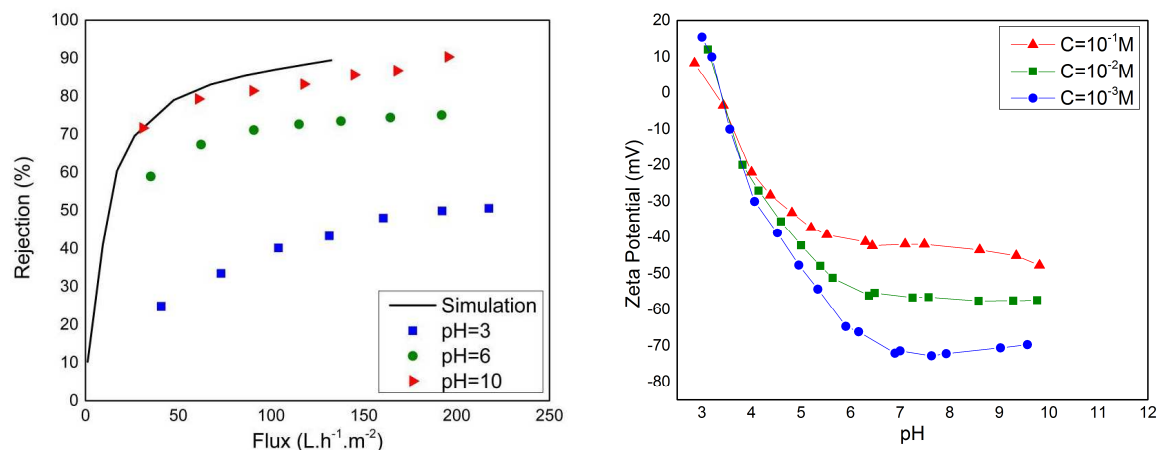 100
90
80
70
60
50
40
30
20
10
0
Rejection (%)
0 50 100 150 200 250
Flux (L.h⁻¹.m⁻²)
Simulation
pH=3
pH=6
pH=10
20
10
0
-10
-20
-30
-40
-50
-60
-70
-80
Zeta Potential (mV)
3 4 5 6 7 8 9 10 11 12
pH
C=10⁻¹M
C=10⁻²M
C=10⁻³M